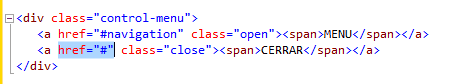 <div class="control-menu">
<a href="#navigation" class="open"><span>MENU</span></a>
<a href="#" class="close"><span>CERRAR</span></a>
</div>